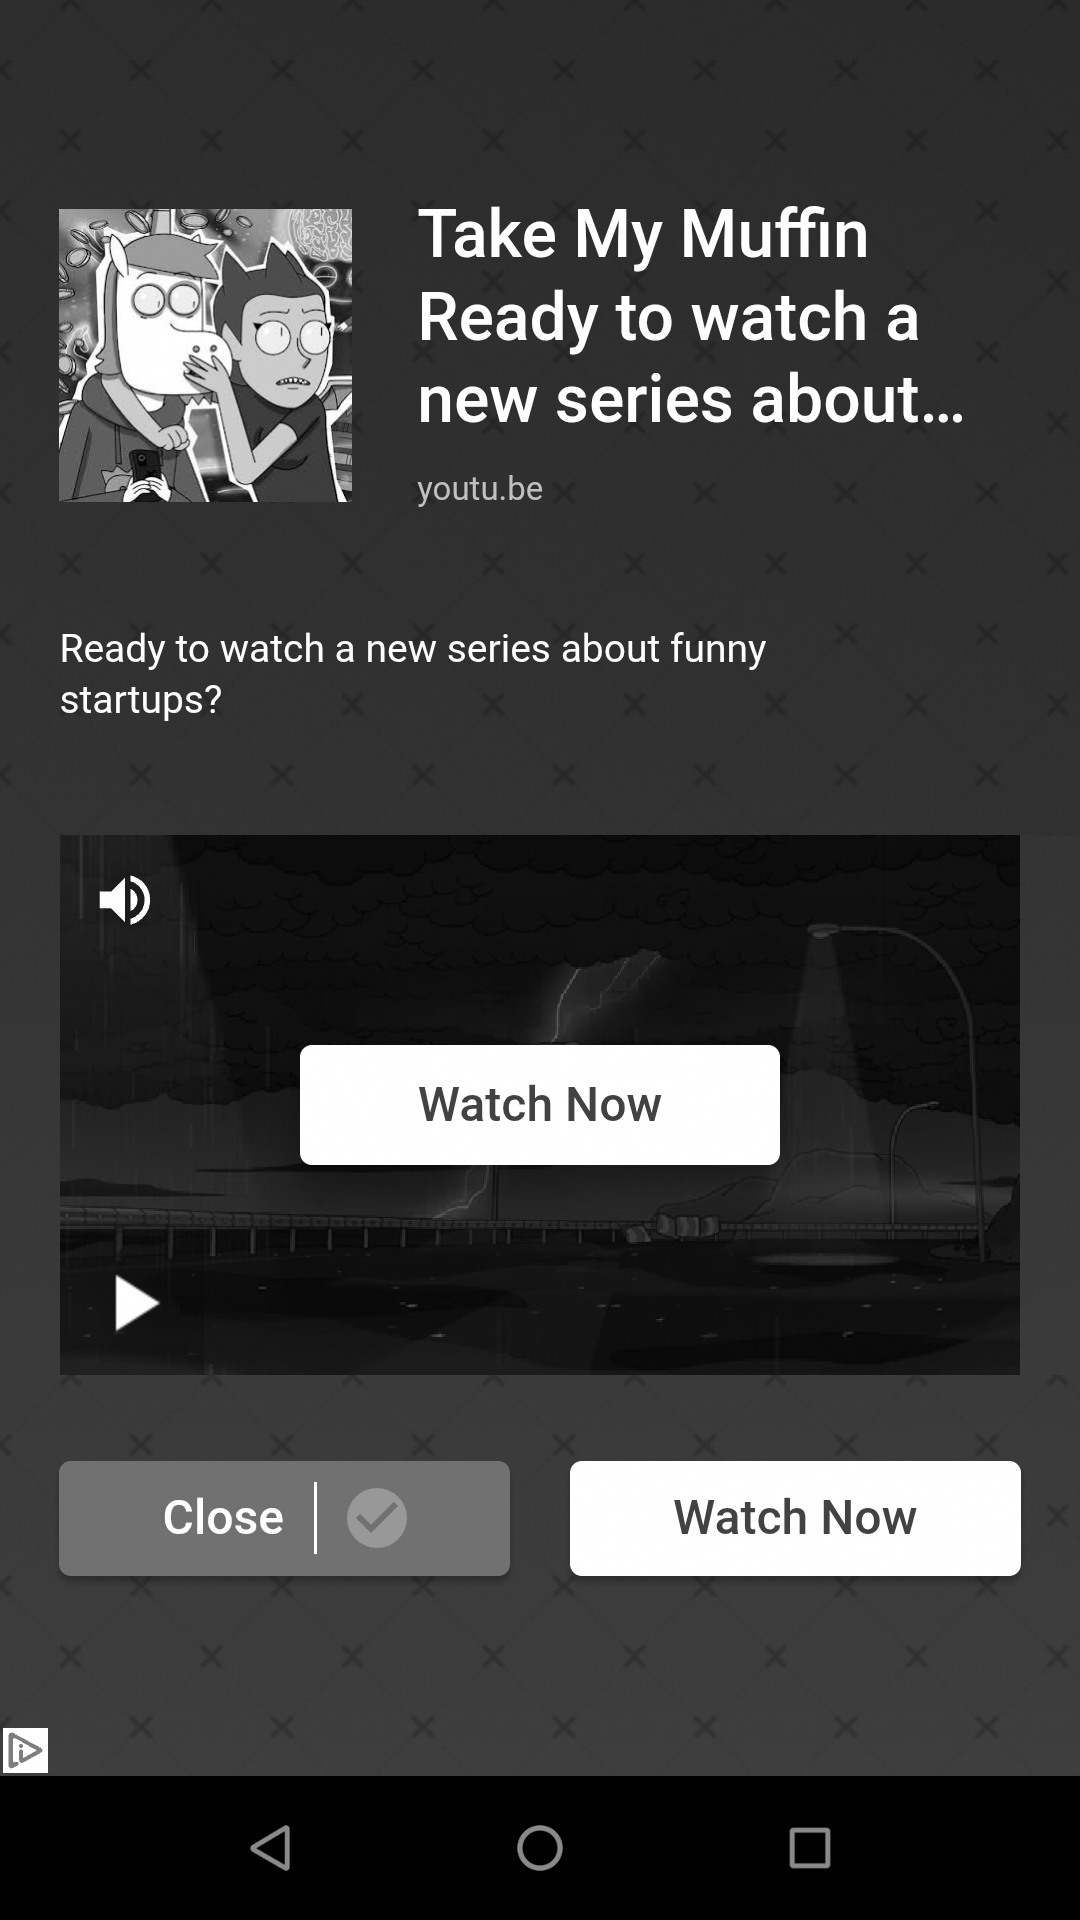 Take My Muffin
Ready to watch a
new series about…
youtu.be
Ready to watch a new series about funny
startups?
Watch Now
Close
Watch Now